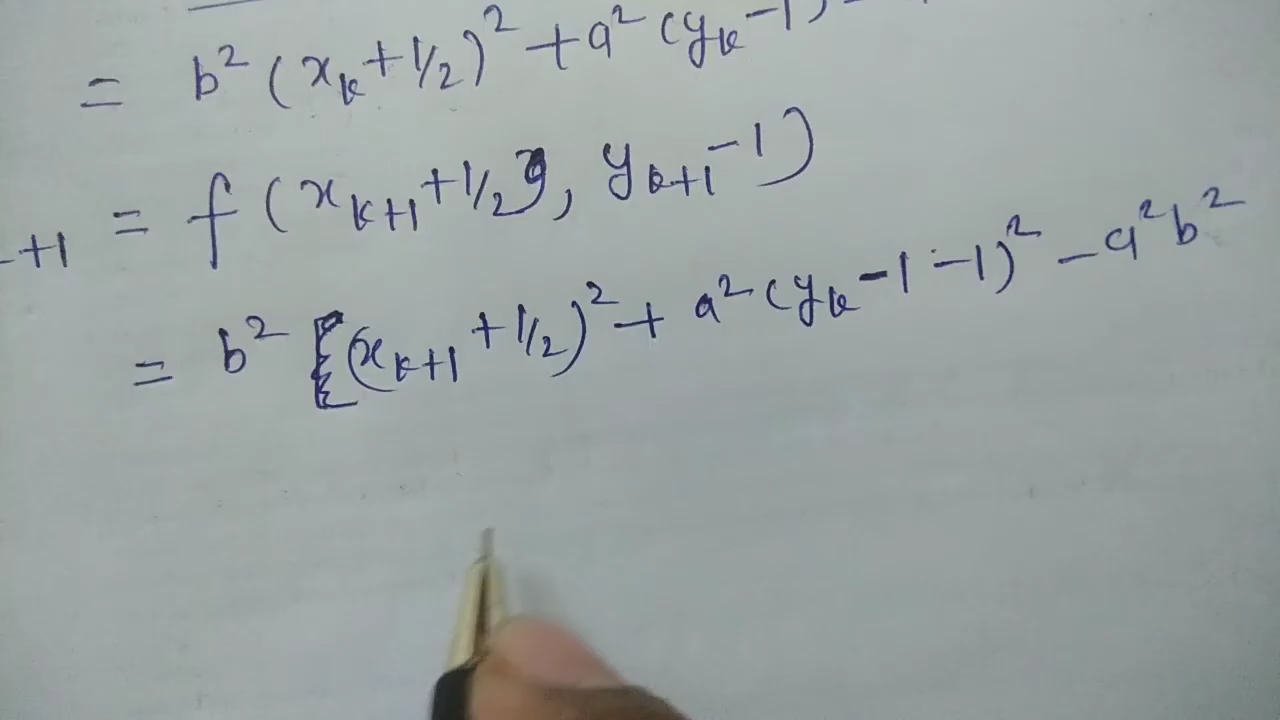 = b² (x_k + 1/2)² + a² (y_k - 1)
+1 = f (x_{k+1} + 1/2, y_{k+1} - 1)
= b² [(x_{k+1} + 1/2)² + a² (y_k - 1 - 1)² - a²b²